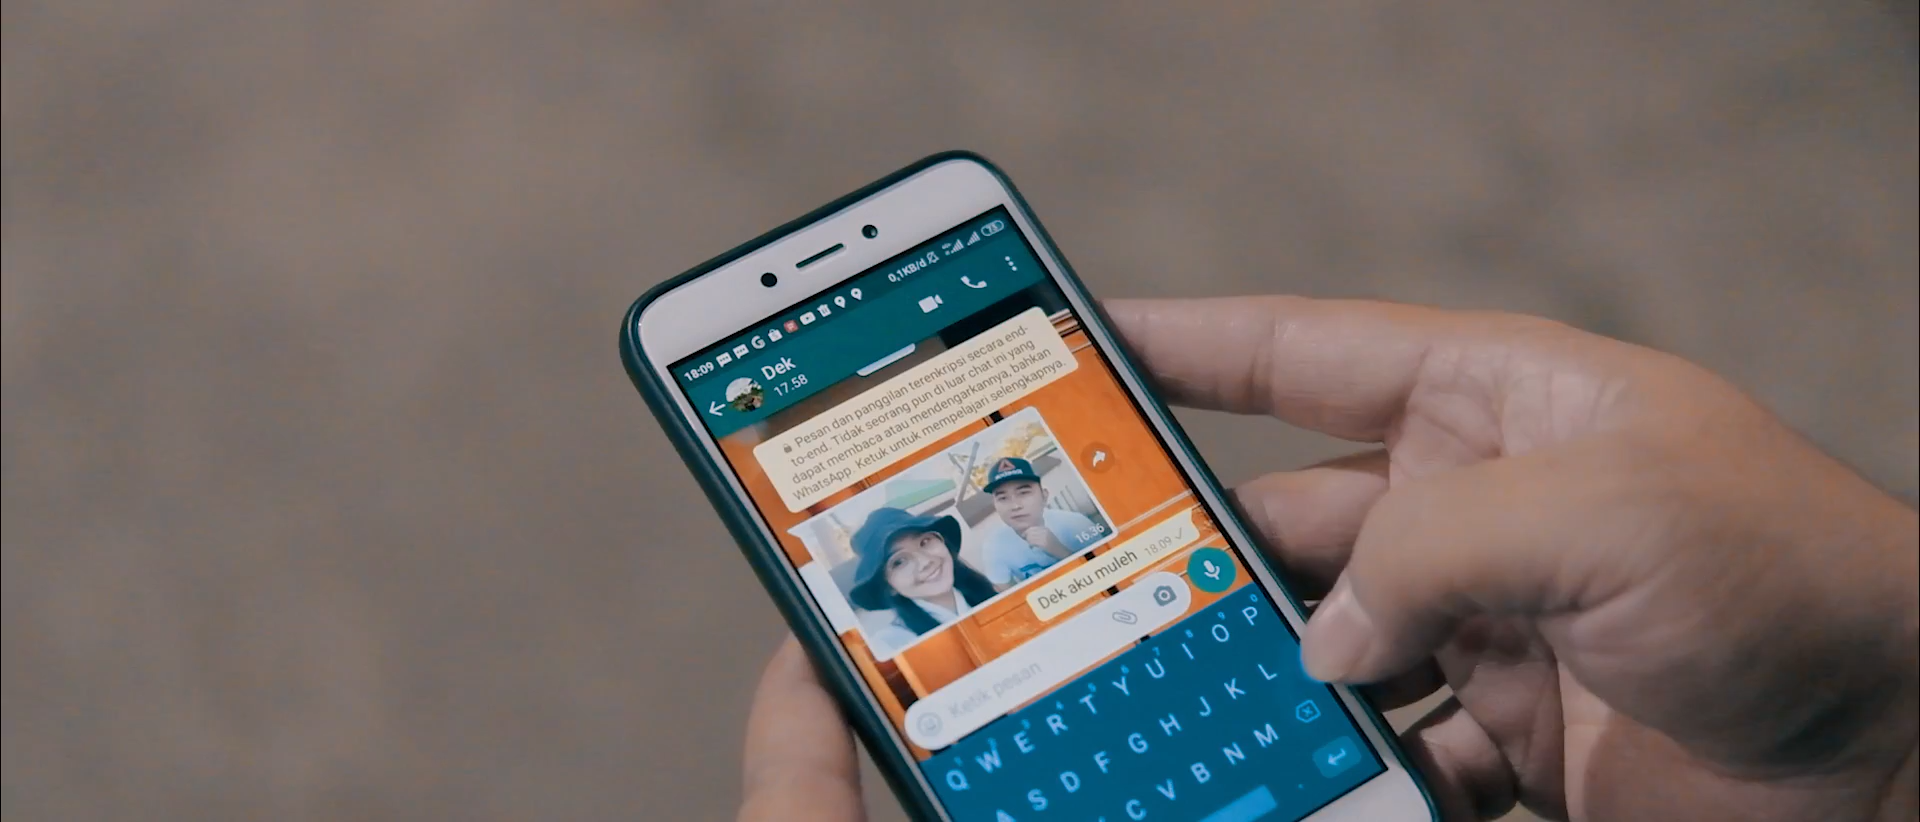 18:09
0,1KB/d
75
Dek
17.58
Pesan dan panggilan terenkripsi secara end-
to-end. Tidak seorang pun di luar chat ini yang
dapat membaca atau mendengarkannya, bahkan
WhatsApp. Ketuk untuk mempelajari selengkapnya.
16.36
Dek aku muleh 18.09
Ketik pesan
Q W E R T Y U I O P
A S D F G H J K L
C V B N M